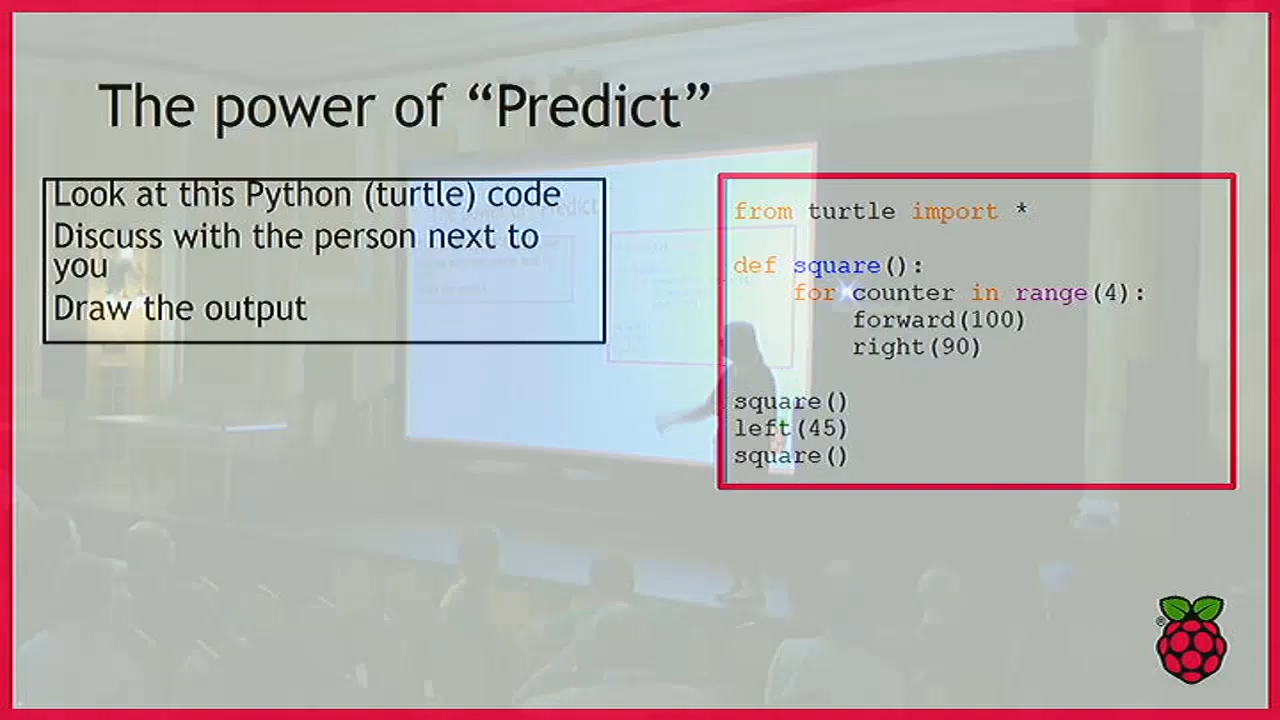 The power of “Predict”
Look at this Python (turtle) code
Discuss with the person next to
you
Draw the output
from turtle import *
def square():
for counter in range(4):
forward(100)
right(90)
square()
left(45)
square()
®